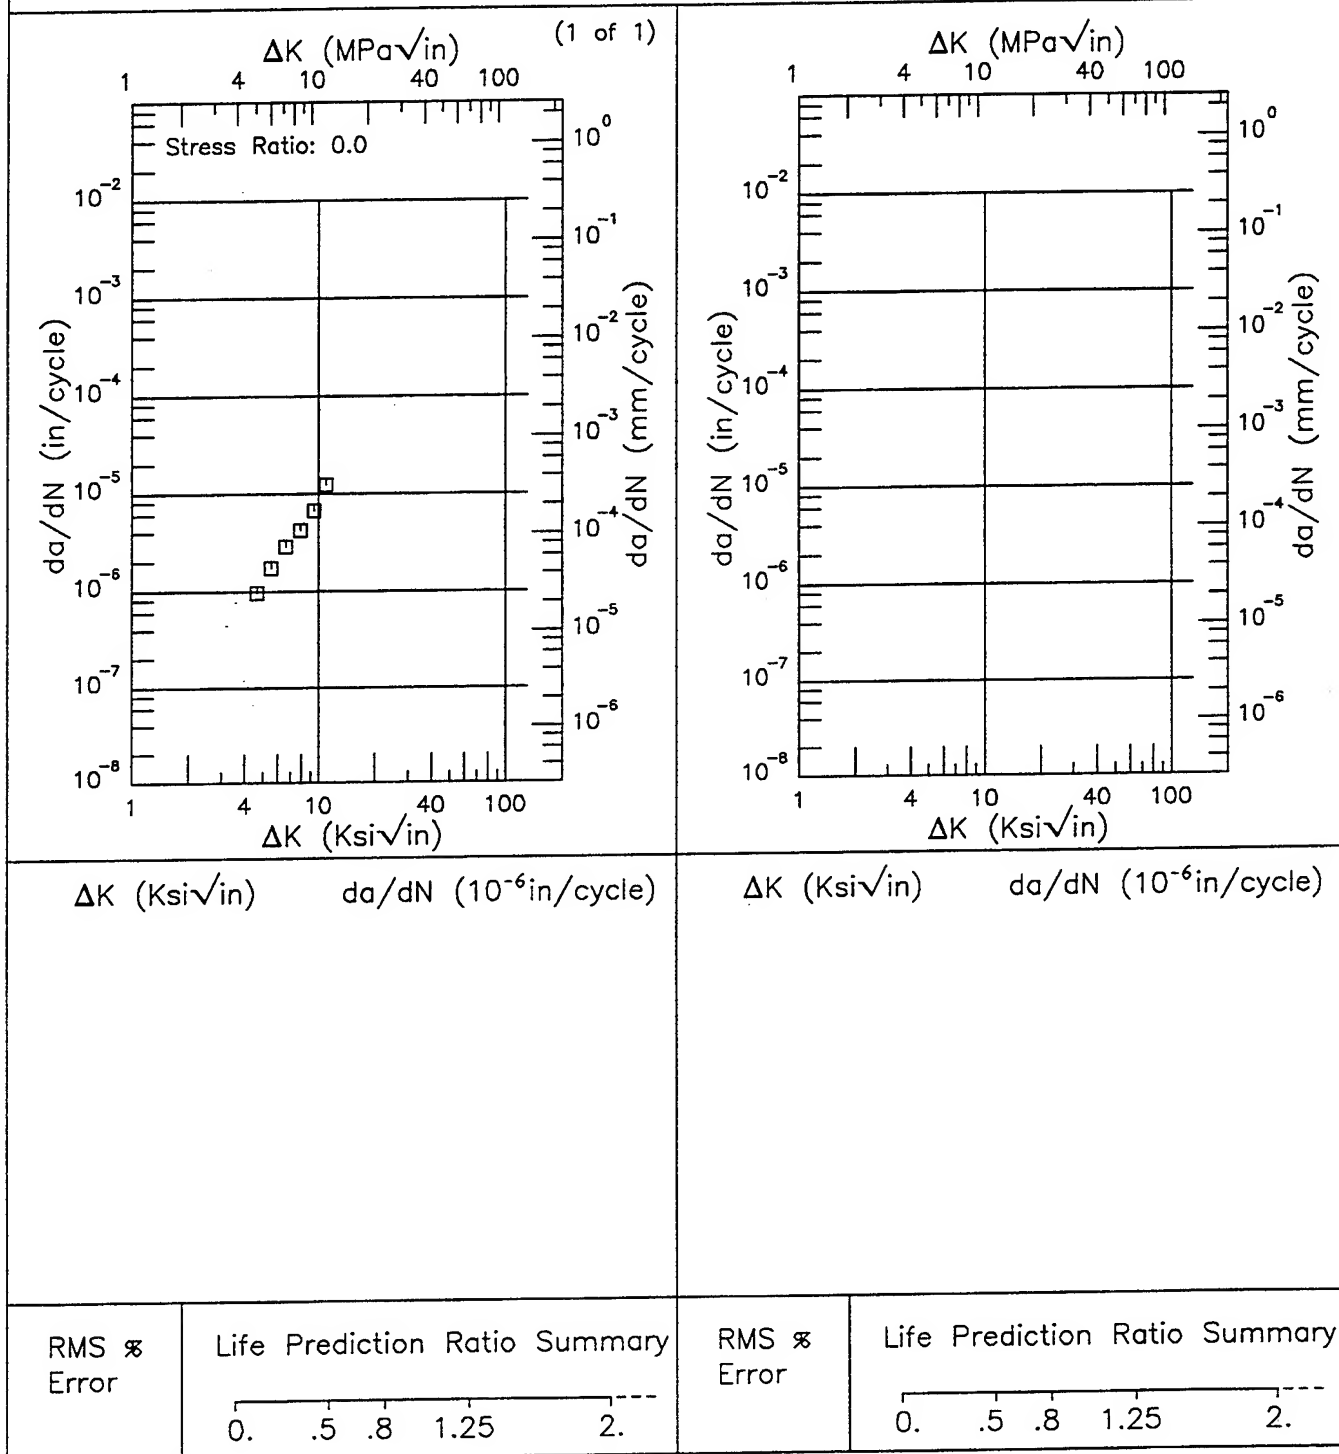 (1 of 1)
ΔK (MPa√in)
1 4 10 40 100
Stress Ratio: 0.0
da/dN (in/cycle)
10⁻²
10⁻³
10⁻⁴
10⁻⁵
10⁻⁶
10⁻⁷
10⁻⁸
10⁰
10⁻¹
10⁻²
10⁻³
10⁻⁴
10⁻⁵
10⁻⁶
da/dN (mm/cycle)
1 4 10 40 100
ΔK (Ksi√in)
ΔK (MPa√in)
1 4 10 40 100
da/dN (in/cycle)
10⁻²
10⁻³
10⁻⁴
10⁻⁵
10⁻⁶
10⁻⁷
10⁻⁸
10⁰
10⁻¹
10⁻²
10⁻³
10⁻⁴
10⁻⁵
10⁻⁶
da/dN (mm/cycle)
1 4 10 40 100
ΔK (Ksi√in)
ΔK (Ksi√in) da/dN (10⁻⁶in/cycle)
ΔK (Ksi√in) da/dN (10⁻⁶in/cycle)
RMS %
Error
Life Prediction Ratio Summary
0. .5 .8 1.25 2.
RMS %
Error
Life Prediction Ratio Summary
0. .5 .8 1.25 2.